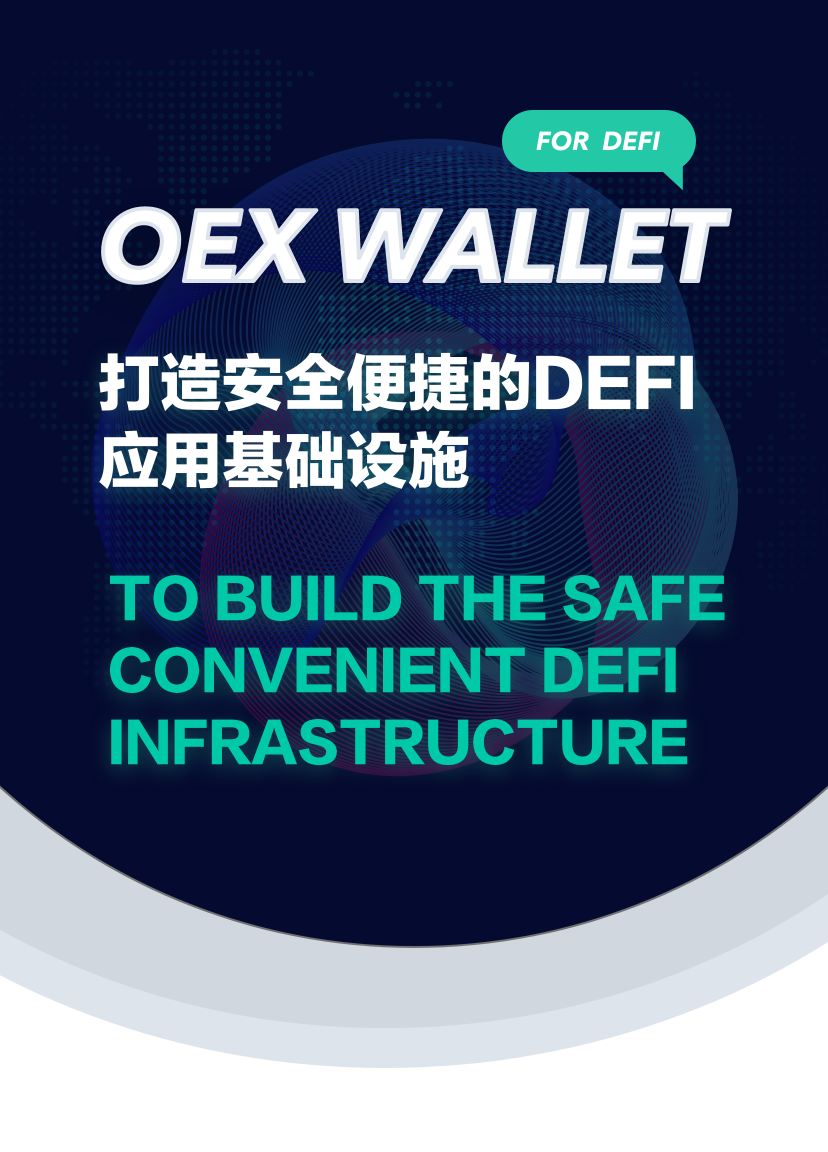 FOR DEFI
OEX WALLET
打造安全便捷的DEFI
应用基础设施
TO BUILD THE SAFE
CONVENIENT DEFI
INFRASTRUCTURE